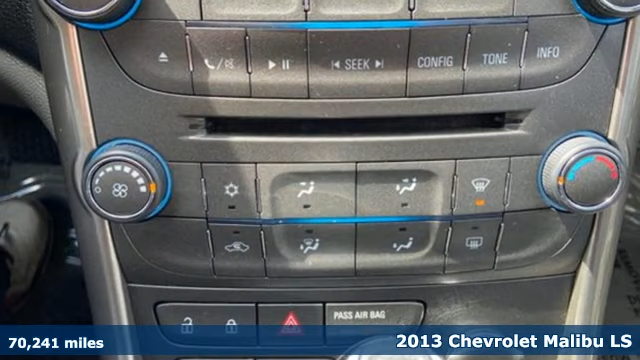 SEEK CONFIG TONE INFO
PASS AIR BAG
70,241 miles 2013 Chevrolet Malibu LS